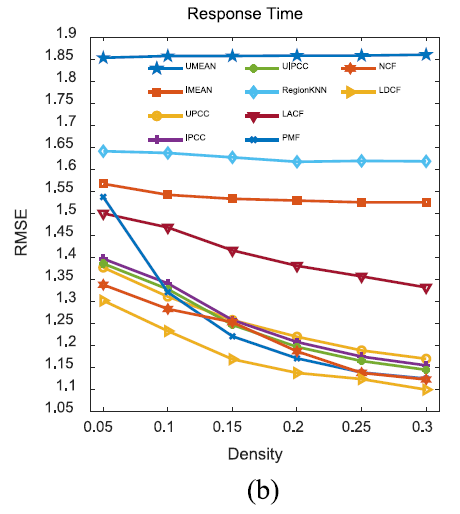 Response Time
1.9
1.85
1.8
1.75
1.7
1.65
1.6
1.55
1.5
1.45
1.4
1.35
1.3
1.25
1.2
1.15
1.1
1.05
RMSE
UMEAN UIPCC NCF
IMEAN RegionKNN LDCF
UPCC LACF
IPCC PMF
0.05 0.1 0.15 0.2 0.25 0.3
Density
(b)